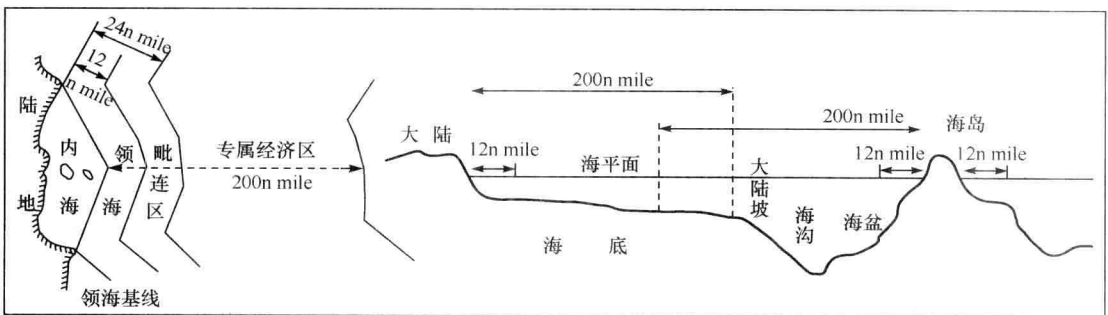 24n mile
12
n mile
陆地
内海
领海
毗连区
专属经济区
200n mile
领海基线
200n mile
200n mile
大陆
海岛
12n mile
海平面
大陆坡
12n mile
12n mile
海沟
海盆
海底